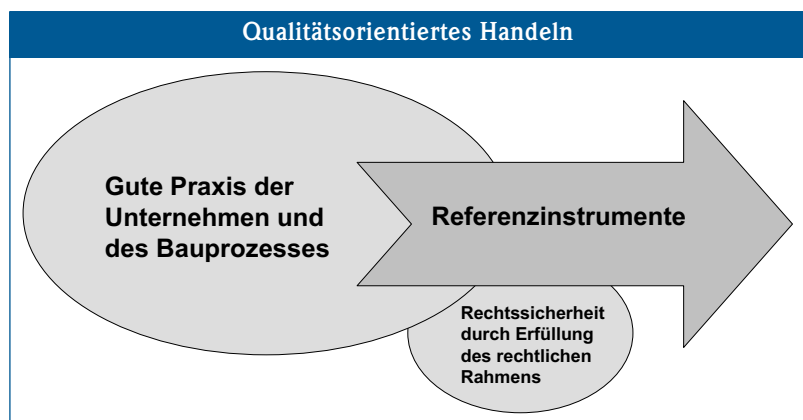 Qualitätsorientiertes Handeln
Gute Praxis der
Unternehmen und
des Bauprozesses
Referenzinstrumente
Rechtssicherheit
durch Erfüllung
des rechtlichen
Rahmens